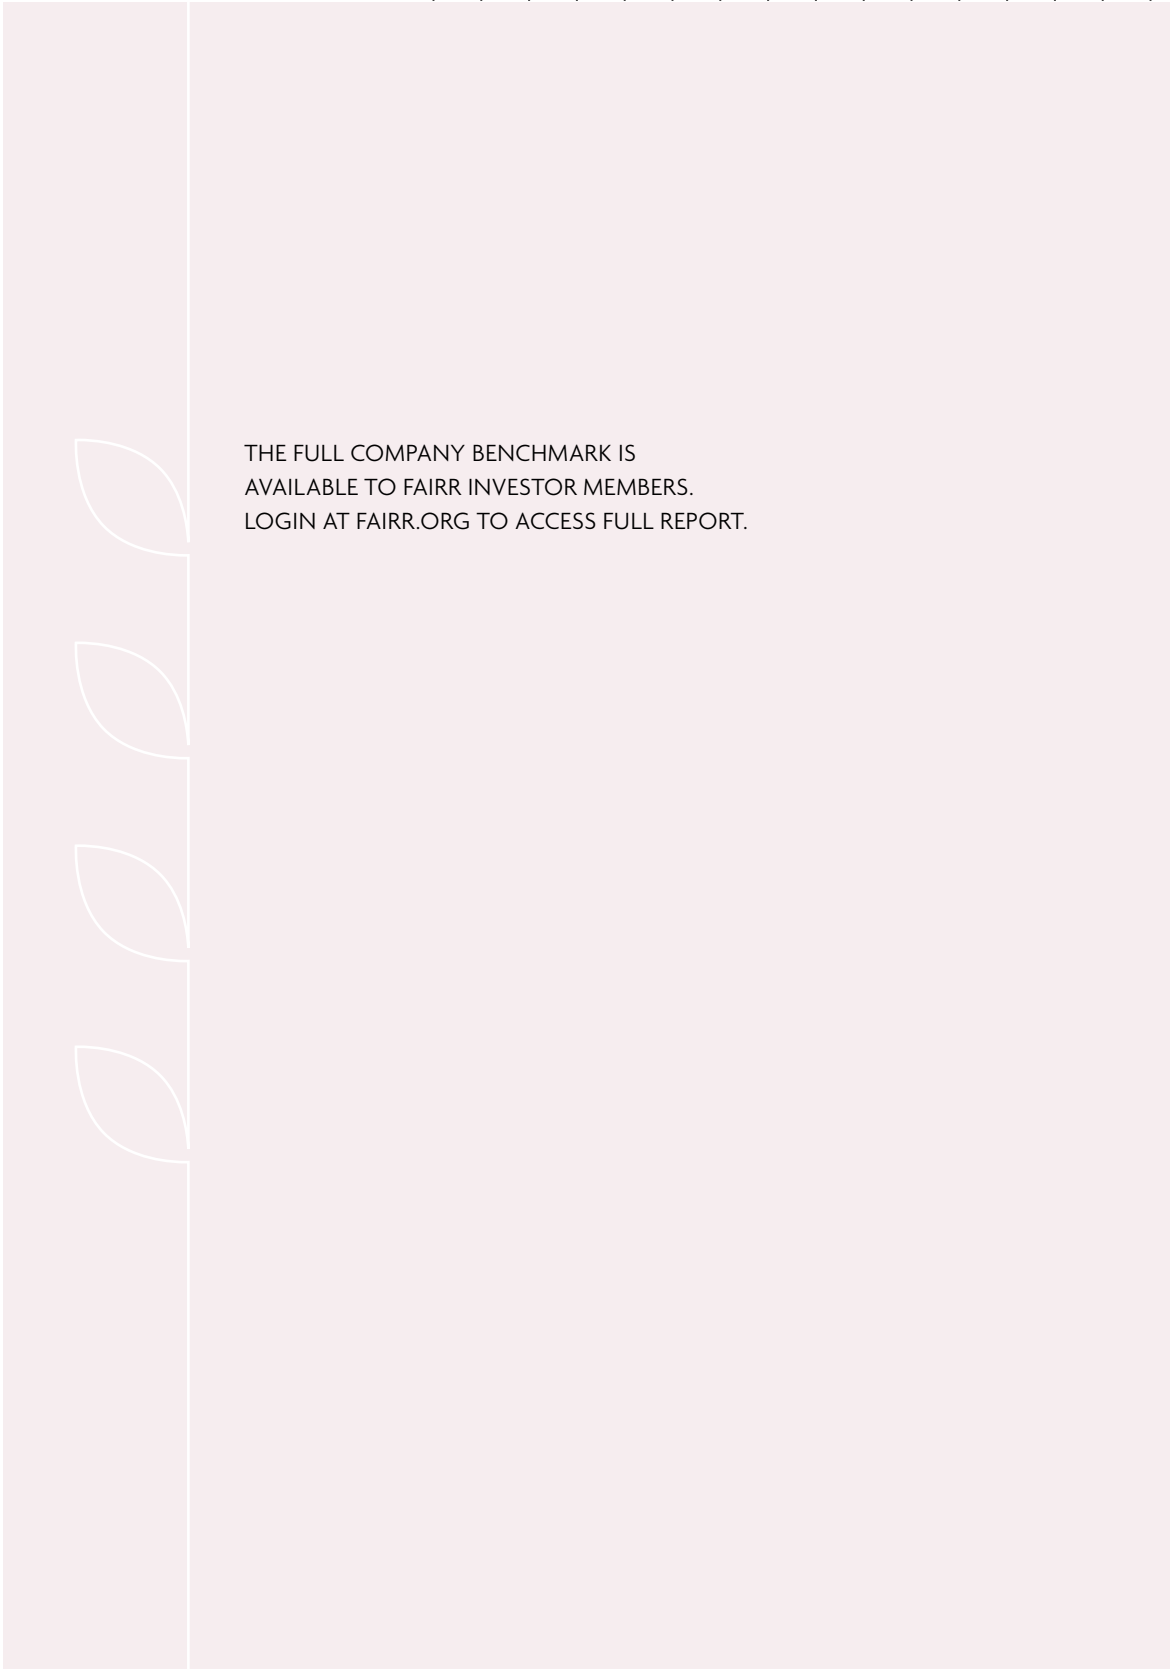 THE FULL COMPANY BENCHMARK IS
AVAILABLE TO FAIRR INVESTOR MEMBERS.
LOGIN AT FAIRR.ORG TO ACCESS FULL REPORT.